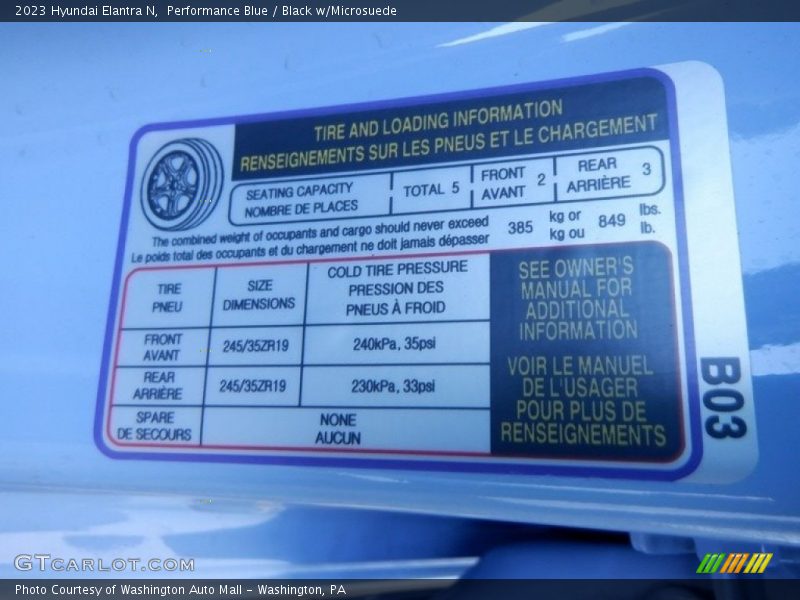 2023 Hyundai Elantra N, Performance Blue / Black w/Microsuede
TIRE AND LOADING INFORMATION
RENSEIGNEMENTS SUR LES PNEUS ET LE CHARGEMENT
SEATING CAPACITY
NOMBRE DE PLACES
TOTAL 5
FRONT
AVANT
2
REAR
ARRIÈRE
3
The combined weight of occupants and cargo should never exceed
Le poids total des occupants et du chargement ne doit jamais dépasser
385
kg or
kg ou
849
lbs.
lb.
TIRE
PNEU
SIZE
DIMENSIONS
COLD TIRE PRESSURE
PRESSION DES
PNEUS À FROID
FRONT
AVANT
245/35ZR19
240kPa, 35psi
REAR
ARRIÈRE
245/35ZR19
230kPa, 33psi
SPARE
DE SECOURS
NONE
AUCUN
SEE OWNER'S
MANUAL FOR
ADDITIONAL
INFORMATION
VOIR LE MANUEL
DE L'USAGER
POUR PLUS DE
RENSEIGNEMENTS
B03
GTCARLOT.COM
Photo Courtesy of Washington Auto Mall - Washington, PA